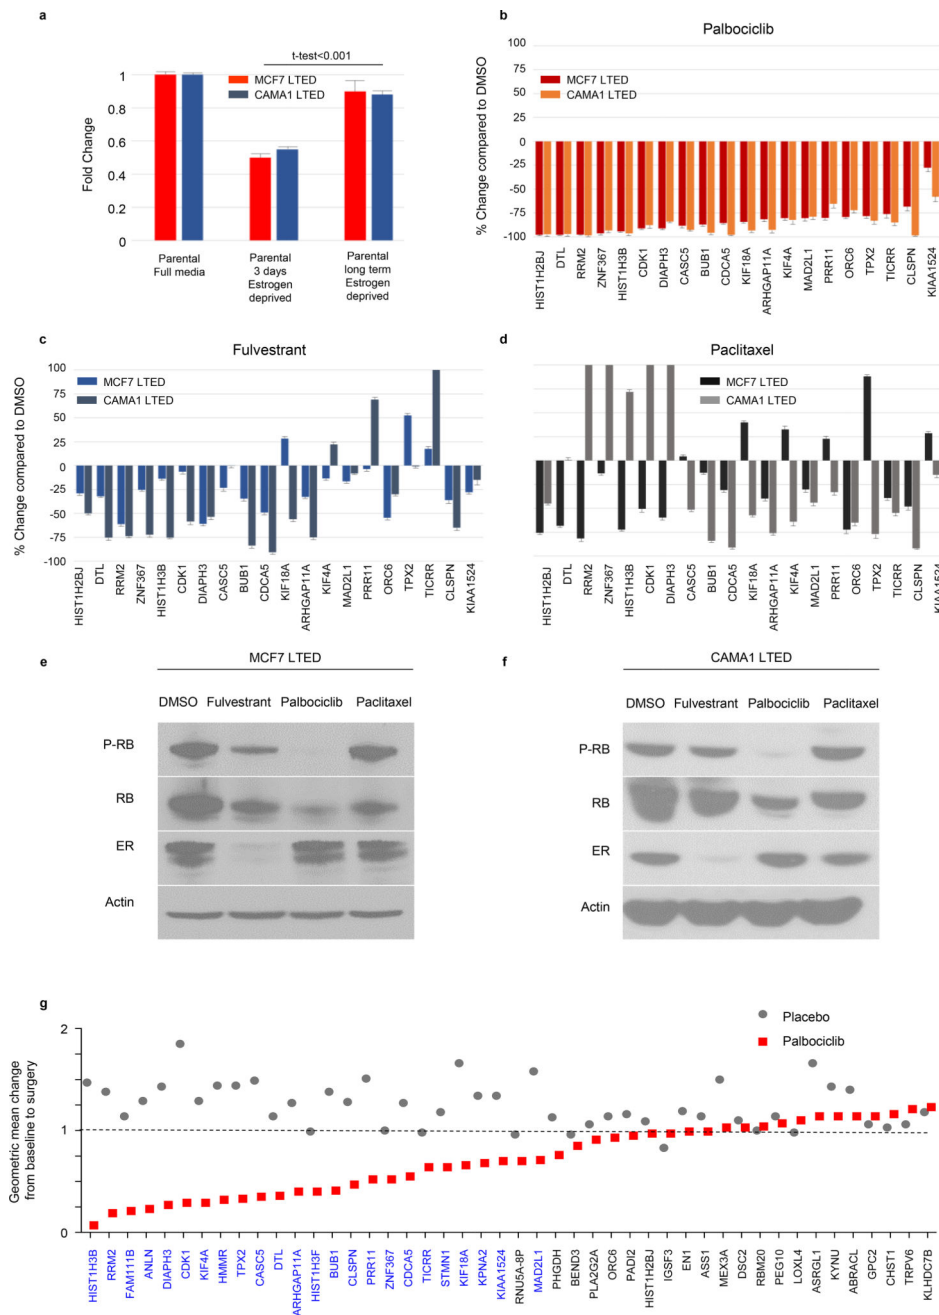 a
t-test<0.001
MCF7 LTED
CAMA1 LTED
Fold Change
1
0.8
0.6
0.4
0.2
0
Parental
Full media
Parental
3 days
Estrogen
deprived
Parental
long term
Estrogen
deprived
b
Palbociclib
MCF7 LTED
CAMA1 LTED
% Change compared to DMSO
100
75
50
25
0
-25
-50
-75
-100
HIST1H2BJ
DTL
RRM2
ZNF367
HIST1H3B
CDK1
DIAPH3
CASC5
BUB1
CDCA5
KIF18A
ARHGAP11A
KIF4A
MAD2L1
PRR11
ORC6
TPX2
TICRR
CLSPN
KIAA1524
c
Fulvestrant
MCF7 LTED
CAMA1 LTED
% Change compared to DMSO
100
75
50
25
0
-25
-50
-75
-100
HIST1H2BJ
DTL
RRM2
ZNF367
HIST1H3B
CDK1
DIAPH3
CASC5
BUB1
CDCA5
KIF18A
ARHGAP11A
KIF4A
MAD2L1
PRR11
ORC6
TPX2
TICRR
CLSPN
KIAA1524
d
Paclitaxel
MCF7 LTED
CAMA1 LTED
HIST1H2BJ
DTL
RRM2
ZNF367
HIST1H3B
CDK1
DIAPH3
CASC5
BUB1
CDCA5
KIF18A
ARHGAP11A
KIF4A
MAD2L1
PRR11
ORC6
TPX2
TICRR
CLSPN
KIAA1524
e
MCF7 LTED
DMSO Fulvestrant Palbociclib Paclitaxel
P-RB
RB
ER
Actin
f
CAMA1 LTED
DMSO Fulvestrant Palbociclib Paclitaxel
P-RB
RB
ER
Actin
g
Placebo
Palbociclib
Geometric mean change
from baseline to surgery
2
1
0
HIST1H3B
RRM2
FAM111B
ANLN
DIAPH3
CDK1
KIF4A
HMMR
TPX2
CASC5
DTL
ARHGAP11A
HIST1H3F
BUB1
CLSPN
PRR11
ZNF367
CDCA5
TICRR
STMN1
KIF18A
KPNA2
KIAA1524
RNU5A-8P
MAD2L1
PHGDH
BEND3
PLA2G2A
ORC6
PADI2
HIST1H2BJ
IGSF3
EN1
ASS1
MEX3A
DSC2
RBM20
PEG10
LOXL4
ASRGL1
KYNU
ABRACL
GPC2
CHST1
TRPV6
KLHDC7B